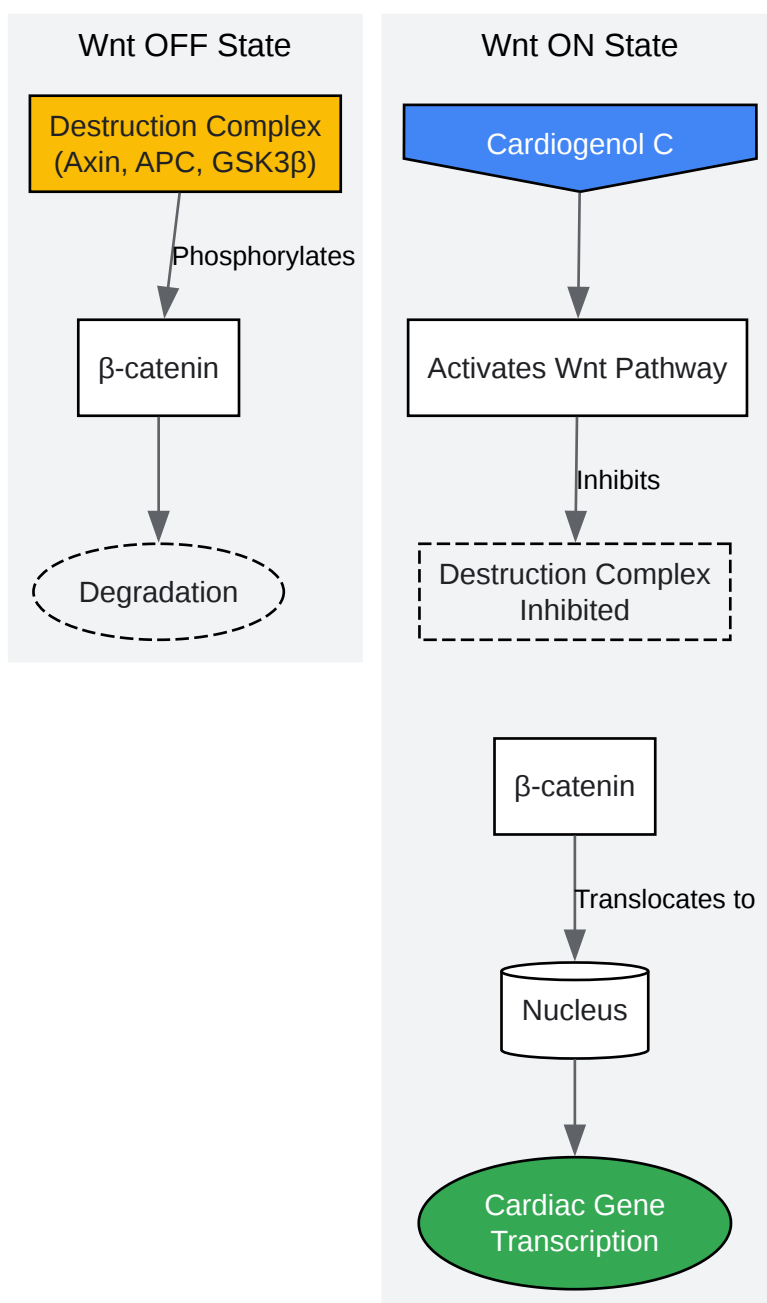 Wnt OFF State
Destruction Complex
(Axin, APC, GSK3β)
Phosphorylates
β-catenin
Degradation
Wnt ON State
Cardiogenol C
Activates Wnt Pathway
Inhibits
Destruction Complex
Inhibited
β-catenin
Translocates to
Nucleus
Cardiac Gene
Transcription